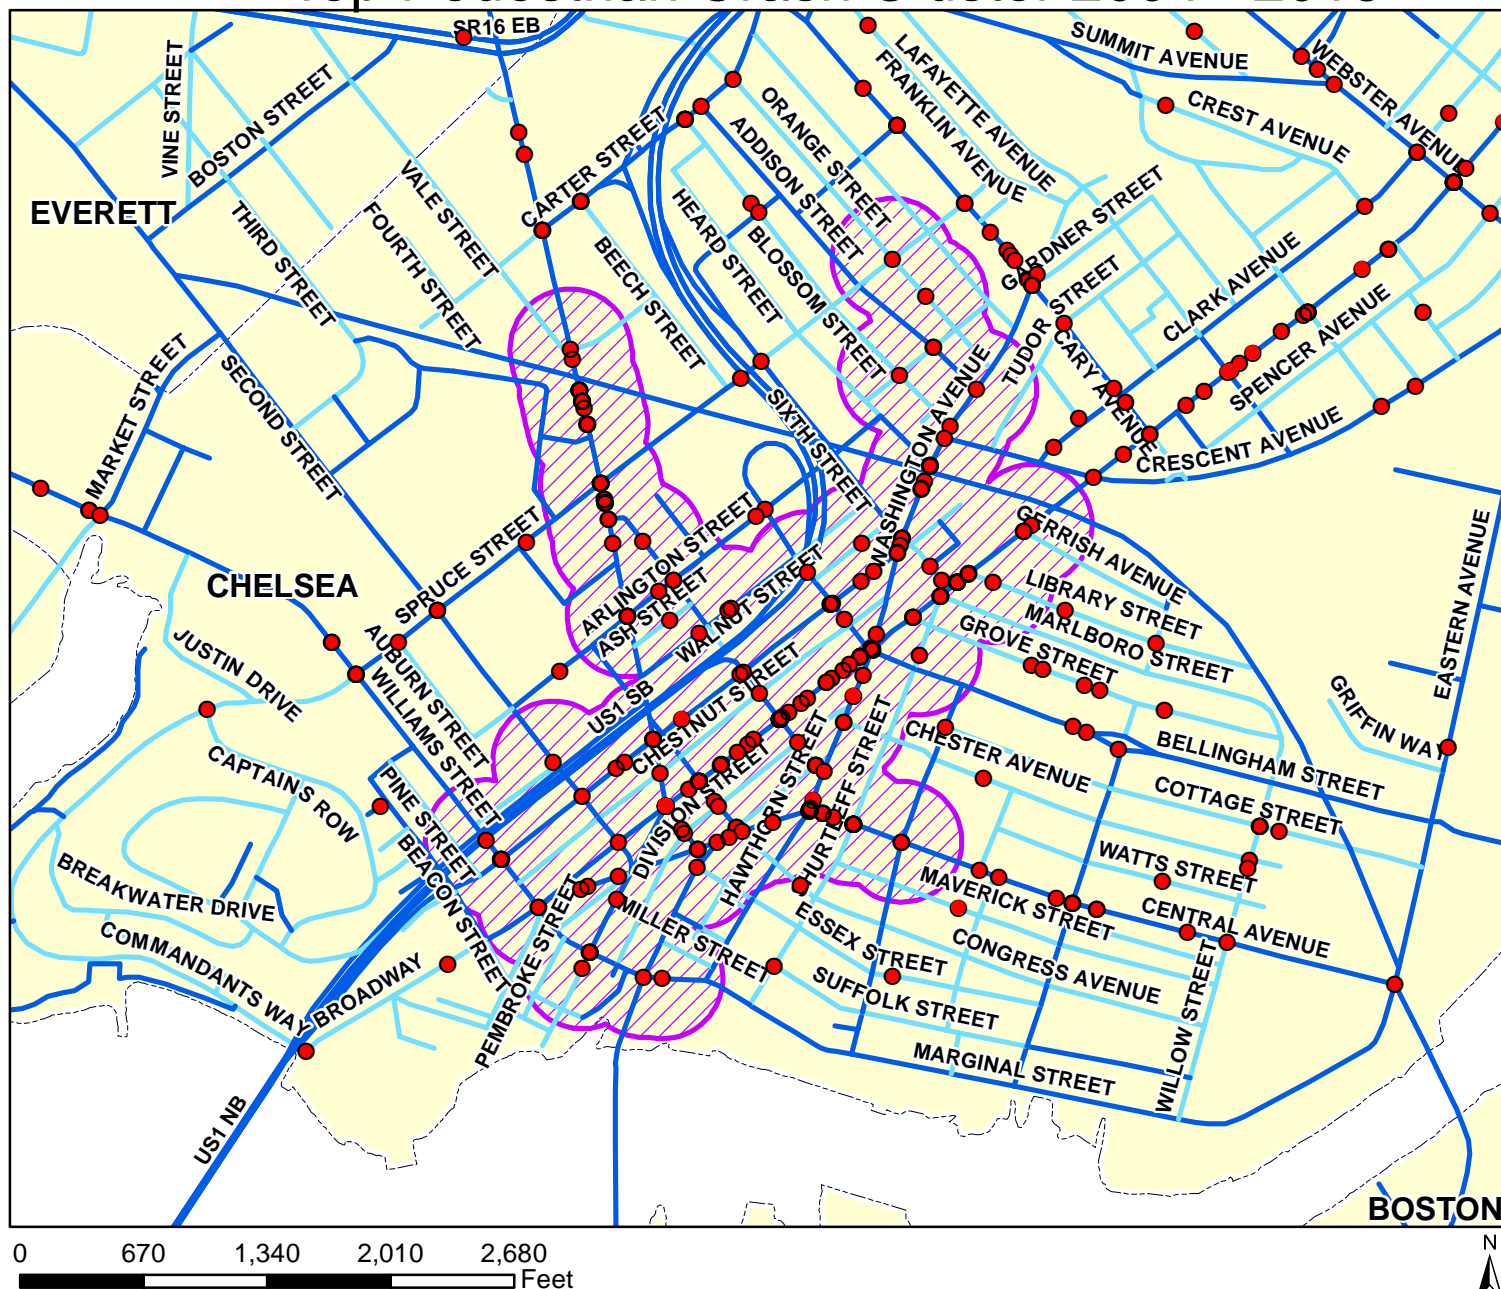 SR16 EB
SUMMIT AVENUE
WEBSTER AVENUE
LAFAYETTE AVENUE
FRANKLIN AVENUE
CREST AVENUE
VINE STREET
BOSTON STREET
ORANGE STREET
ADDISON STREET
CARTER STREET
VALE STREET
EVERETT
THIRD STREET
FOURTH STREET
HEARD STREET
BLOSSOM STREET
BEECH STREET
GARDNER STREET
TUDOR STREET
CLARK AVENUE
CARY AVENUE
SPENCER AVENUE
CRESCENT AVENUE
MARKET STREET
SECOND STREET
SIXTH STREET
WASHINGTON AVENUE
GERRISH AVENUE
EASTERN AVENUE
SPRUCE STREET
ARLINGTON STREET
ASH STREET
WALNUT STREET
LIBRARY STREET
MARLBORO STREET
GROVE STREET
CHELSEA
JUSTIN DRIVE
AUBURN STREET
WILLIAMS STREET
US1 SB
CHESTNUT STREET
GRIFFIN WAY
CHESTER AVENUE
BELLINGHAM STREET
COTTAGE STREET
CAPTAINS ROW
PINE STREET
BEACON STREET
DIVISION STREET
HAWTHORN STREET
SHURTLEFF STREET
WATTS STREET
MAVERICK STREET
CENTRAL AVENUE
BREAKWATER DRIVE
COMMANDANTS WAY
BROADWAY
PEMBROKE STREET
MILLER STREET
ESSEX STREET
CONGRESS AVENUE
SUFFOLK STREET
MARGINAL STREET
WILLOW STREET
US1 NB
BOSTON
0 670 1,340 2,010 2,680
Feet
N